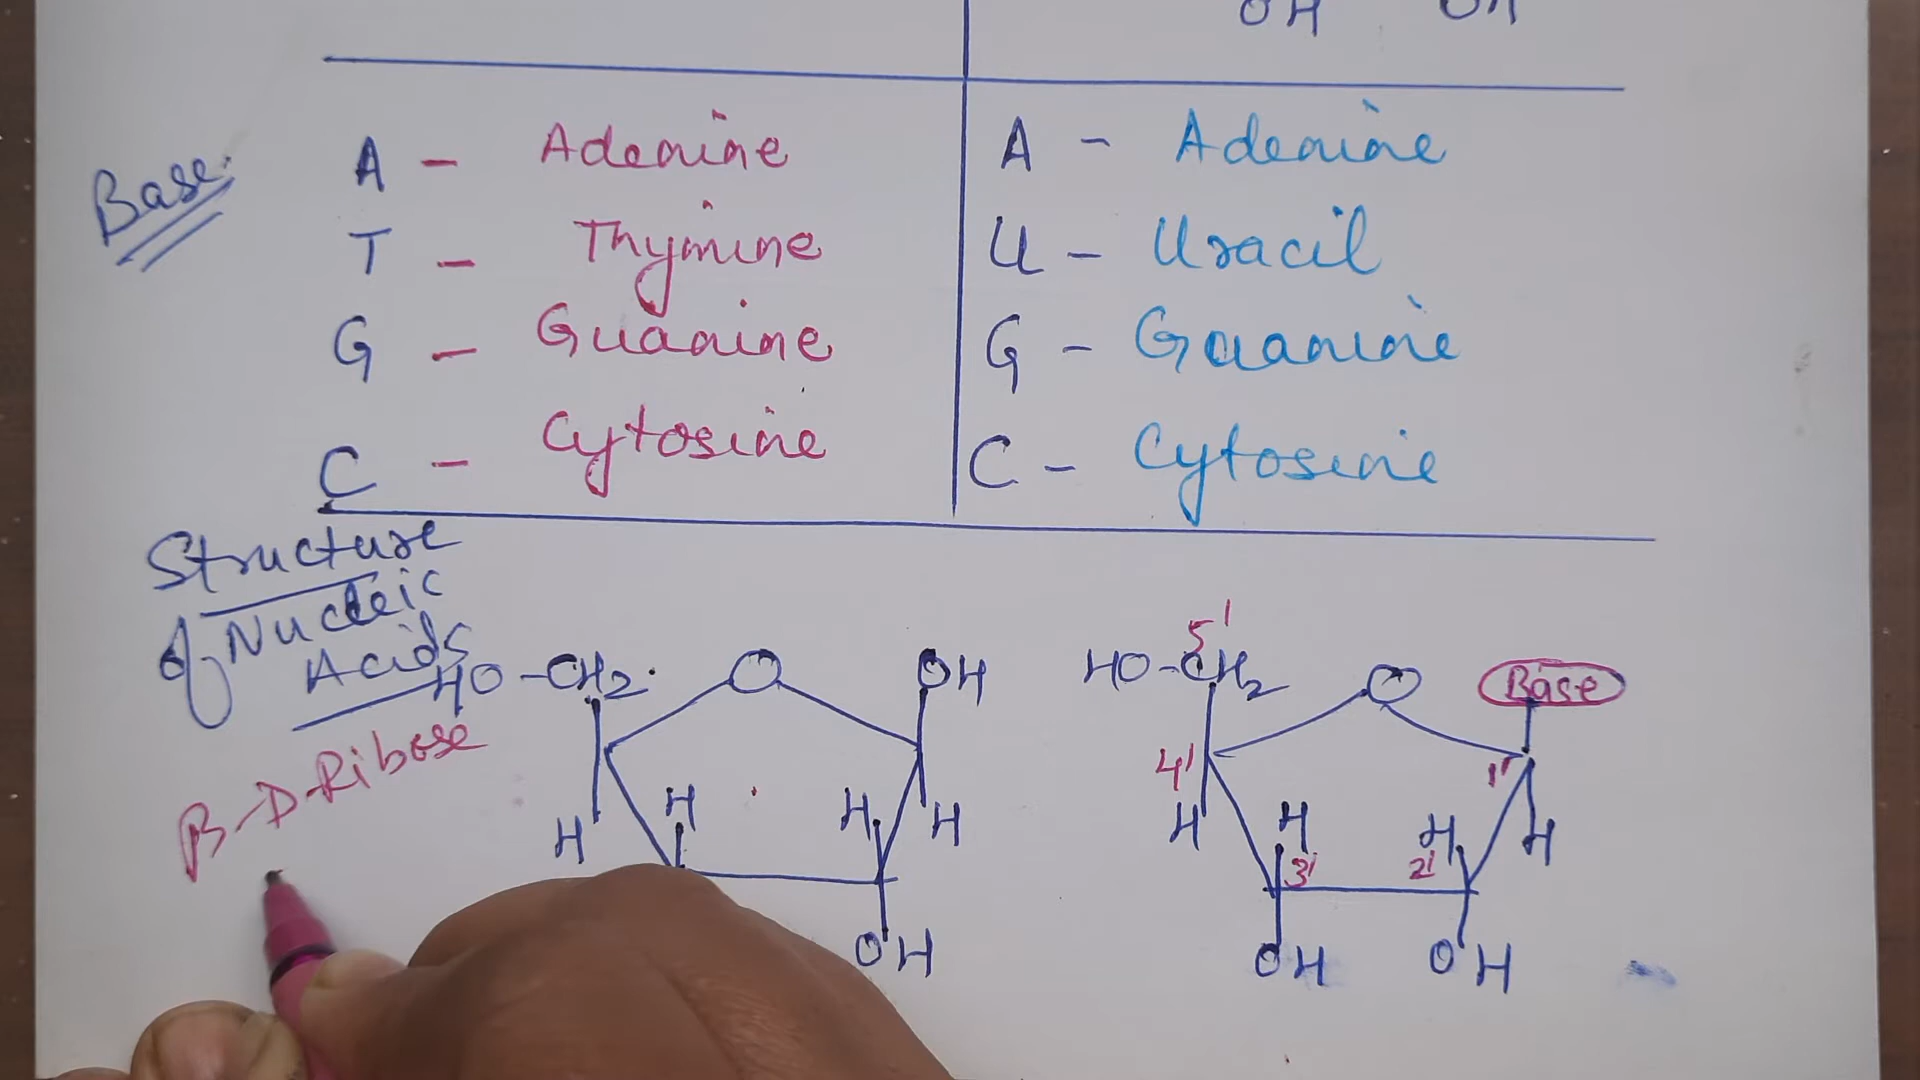 OH OH
Base:
A - Adenine
T - Thymine
G - Guanine
C - Cytosine
A - Adenine
U - Uracil
G - Guanine
C - Cytosine
Structure
of Nucleic
Acids
β-D-Ribose
HO-CH2 O OH
H H H H
OH
5'
HO-CH2 O Base
4' 1'
H H H H
3' 2'
OH OH